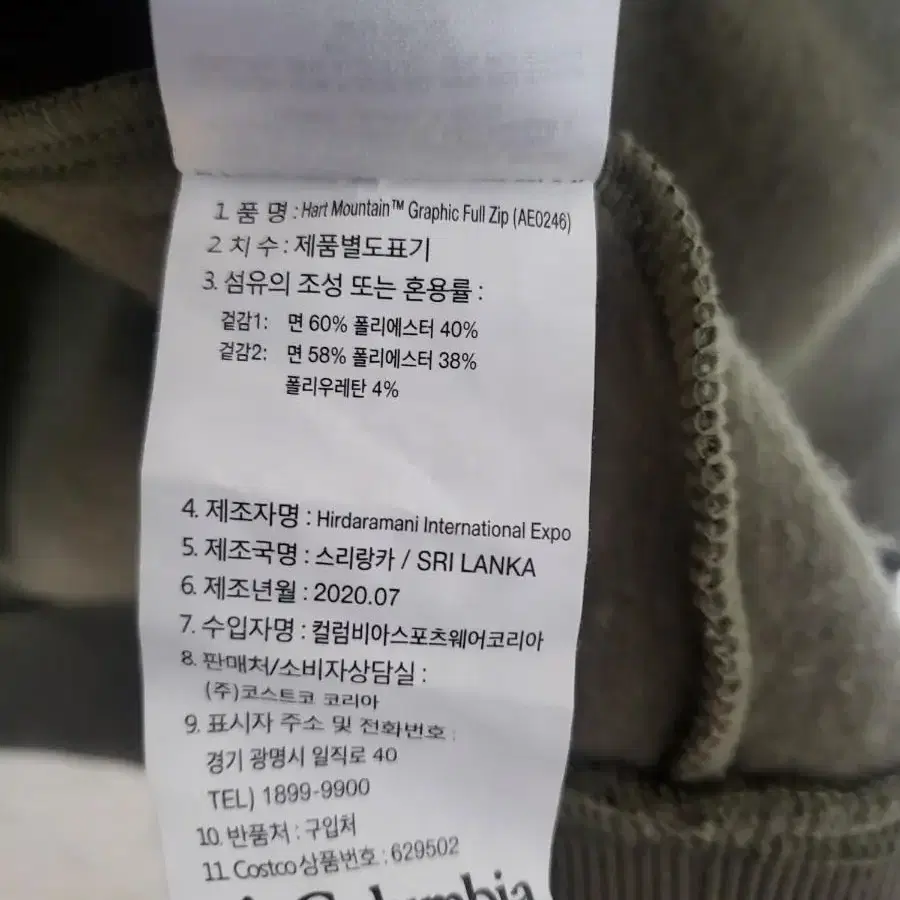 1. 품 명 : Hart Mountain™ Graphic Full Zip (AE0246)
2. 치 수 : 제품별도표기
3. 섬유의 조성 또는 혼용률 :
겉감1: 면 60% 폴리에스터 40%
겉감2: 면 58% 폴리에스터 38%
폴리우레탄 4%
4. 제조자명 : Hirdaramani International Expo
5. 제조국명 : 스리랑카 / SRI LANKA
6. 제조년월 : 2020.07
7. 수입자명 : 컬럼비아스포츠웨어코리아
8. 판매처/소비자상담실 :
(주)코스트코 코리아
9. 표시자 주소 및 전화번호 :
경기 광명시 일직로 40
TEL) 1899-9900
10. 반품처 : 구입처
11. Costco 상품번호 : 629502
Columbia